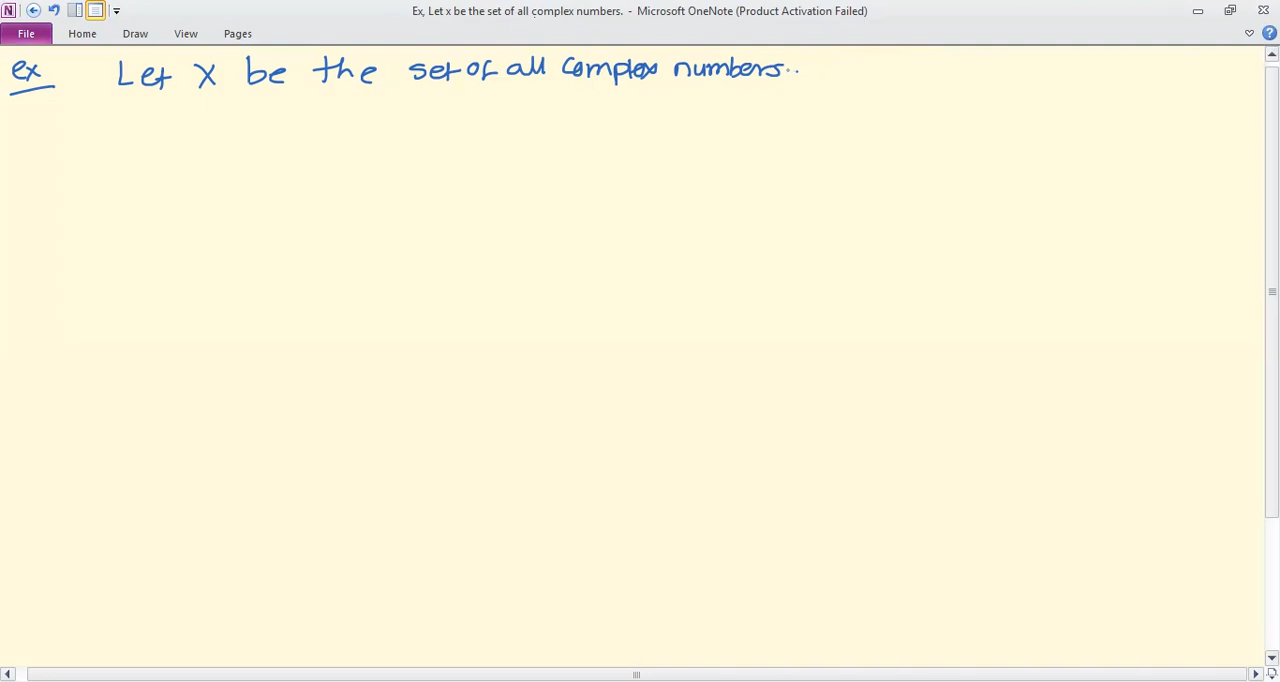 Ex, Let x be the set of all complex numbers. - Microsoft OneNote (Product Activation Failed)
File Home Draw View Pages
ex Let X be the set of all complex numbers..